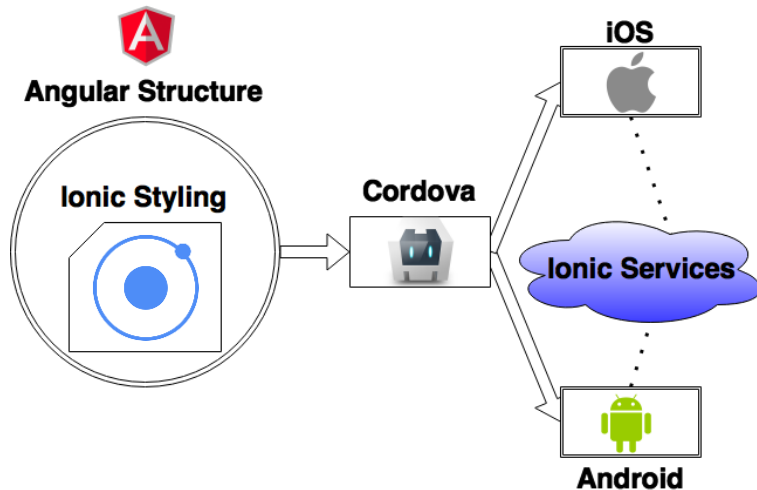 Angular Structure
Ionic Styling
Cordova
iOS
Ionic Services
Android